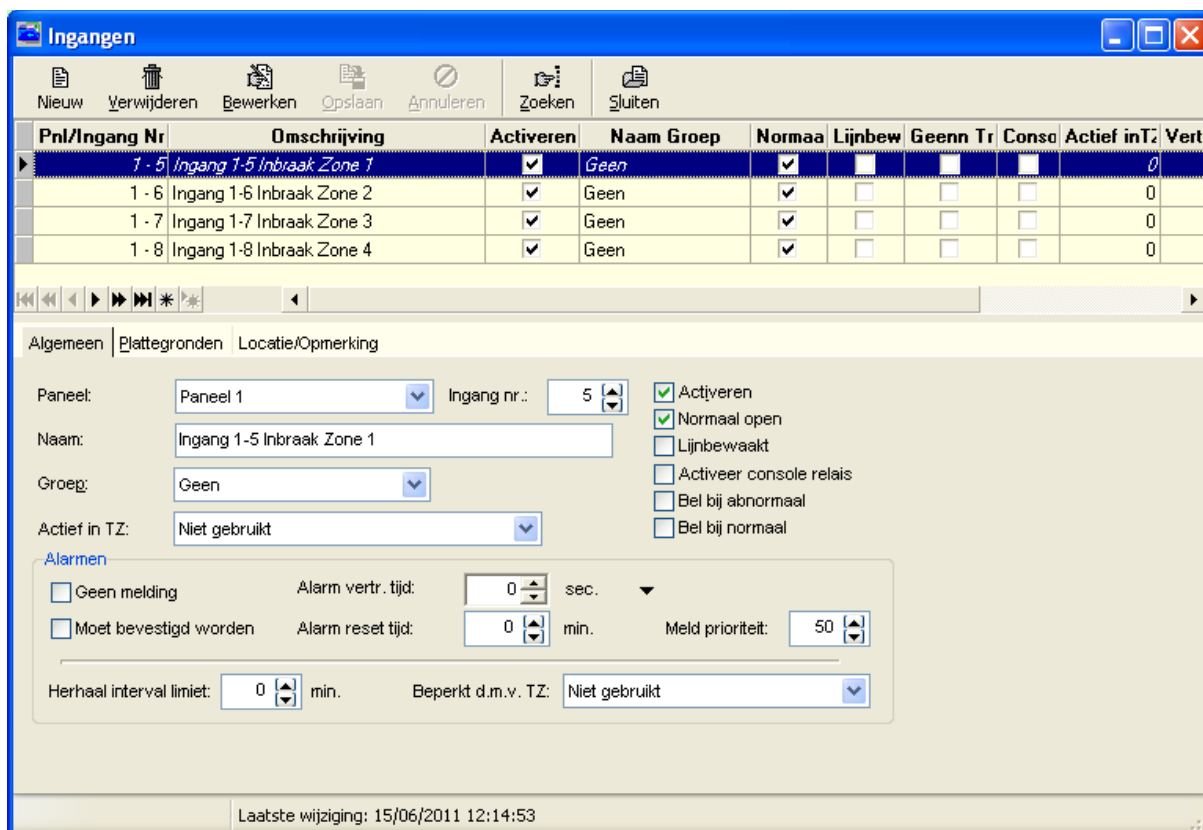 Ingangen
Nieuw Verwijderen Bewerken Opslaan Annuleren Zoeken Sluiten
Pnl/Ingang Nr Omschrijving Activeren Naam Groep Normaa Lijnbew Geenn Tr Conso Actief inTZ Vert
1 - 5 Ingang 1-5 Inbraak Zone 1 Geen 0
1 - 6 Ingang 1-6 Inbraak Zone 2 Geen 0
1 - 7 Ingang 1-7 Inbraak Zone 3 Geen 0
1 - 8 Ingang 1-8 Inbraak Zone 4 Geen 0
Algemeen Plattegronden Locatie/Opmerking
Paneel: Paneel 1 Ingang nr.: 5 Activeren
Normaal open
Naam: Ingang 1-5 Inbraak Zone 1 Lijnbewaakt
Groep: Geen Activeer console relais
Bel bij abnormaal
Actief in TZ: Niet gebruikt Bel bij normaal
Alarmen
Geen melding Alarm vertr. tijd: 0 sec.
Moet bevestigd worden Alarm reset tijd: 0 min. Meld prioriteit: 50
Herhaal interval limiet: 0 min. Beperkt d.m.v. TZ: Niet gebruikt
Laatste wijziging: 15/06/2011 12:14:53